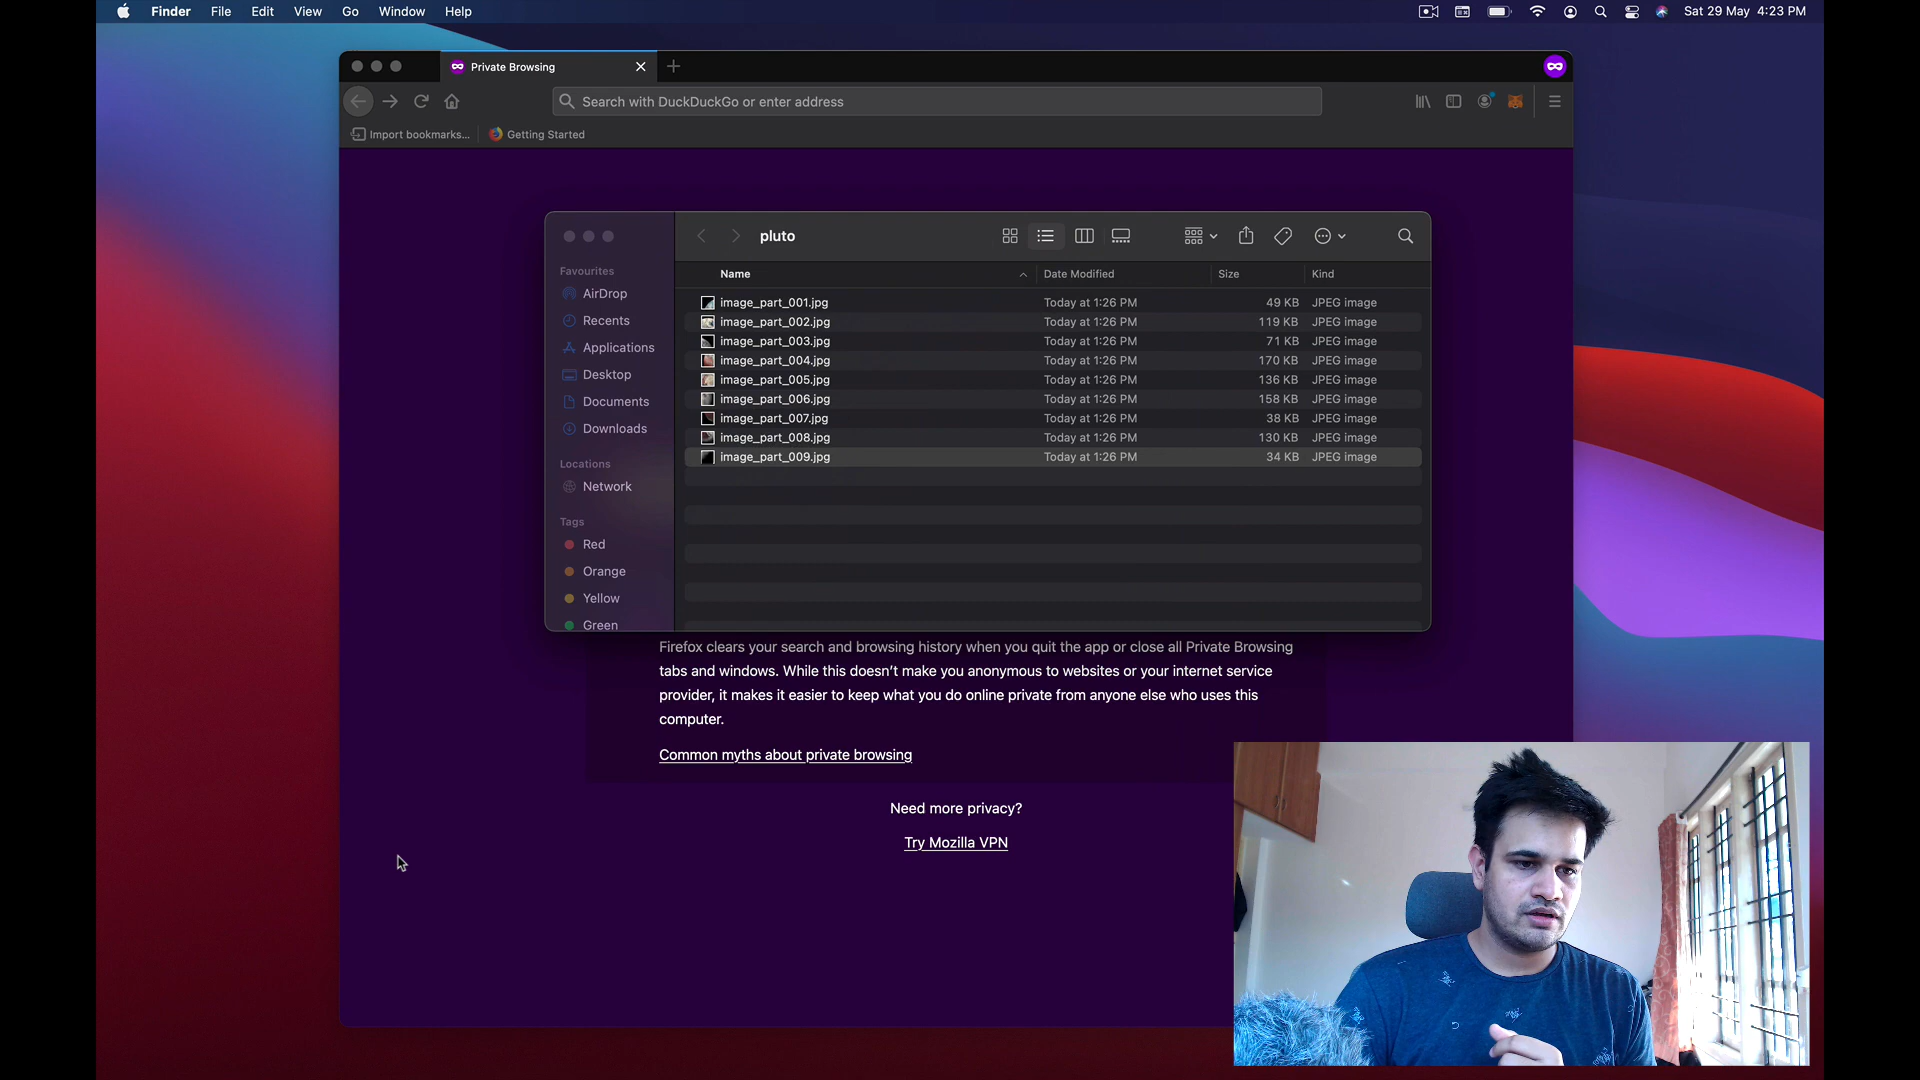 Finder File Edit View Go Window Help Sat 29 May 4:23 PM
Private Browsing
Search with DuckDuckGo or enter address
Import bookmarks... Getting Started
pluto
Favourites
AirDrop
Recents
Applications
Desktop
Documents
Downloads
Locations
Network
Tags
Red
Orange
Yellow
Green
Name Date Modified Size Kind
image_part_001.jpg Today at 1:26 PM 49 KB JPEG image
image_part_002.jpg Today at 1:26 PM 119 KB JPEG image
image_part_003.jpg Today at 1:26 PM 71 KB JPEG image
image_part_004.jpg Today at 1:26 PM 170 KB JPEG image
image_part_005.jpg Today at 1:26 PM 136 KB JPEG image
image_part_006.jpg Today at 1:26 PM 158 KB JPEG image
image_part_007.jpg Today at 1:26 PM 38 KB JPEG image
image_part_008.jpg Today at 1:26 PM 130 KB JPEG image
image_part_009.jpg Today at 1:26 PM 34 KB JPEG image
Firefox clears your search and browsing history when you quit the app or close all Private Browsing
tabs and windows. While this doesn’t make you anonymous to websites or your internet service
provider, it makes it easier to keep what you do online private from anyone else who uses this
computer.
Common myths about private browsing
Need more privacy?
Try Mozilla VPN